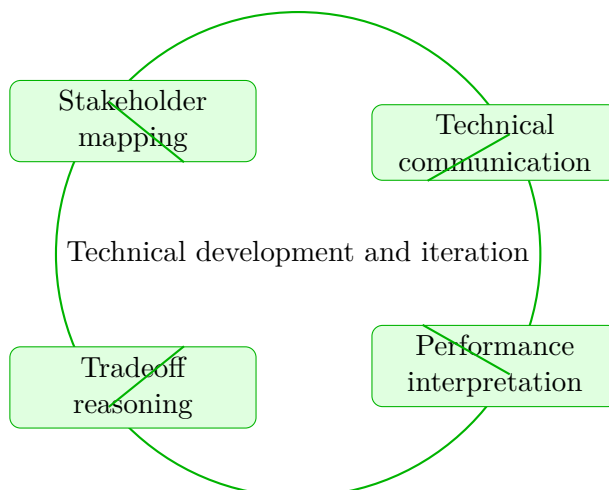 Stakeholder
mapping
Technical
communication
Technical development and iteration
Tradeoff
reasoning
Performance
interpretation